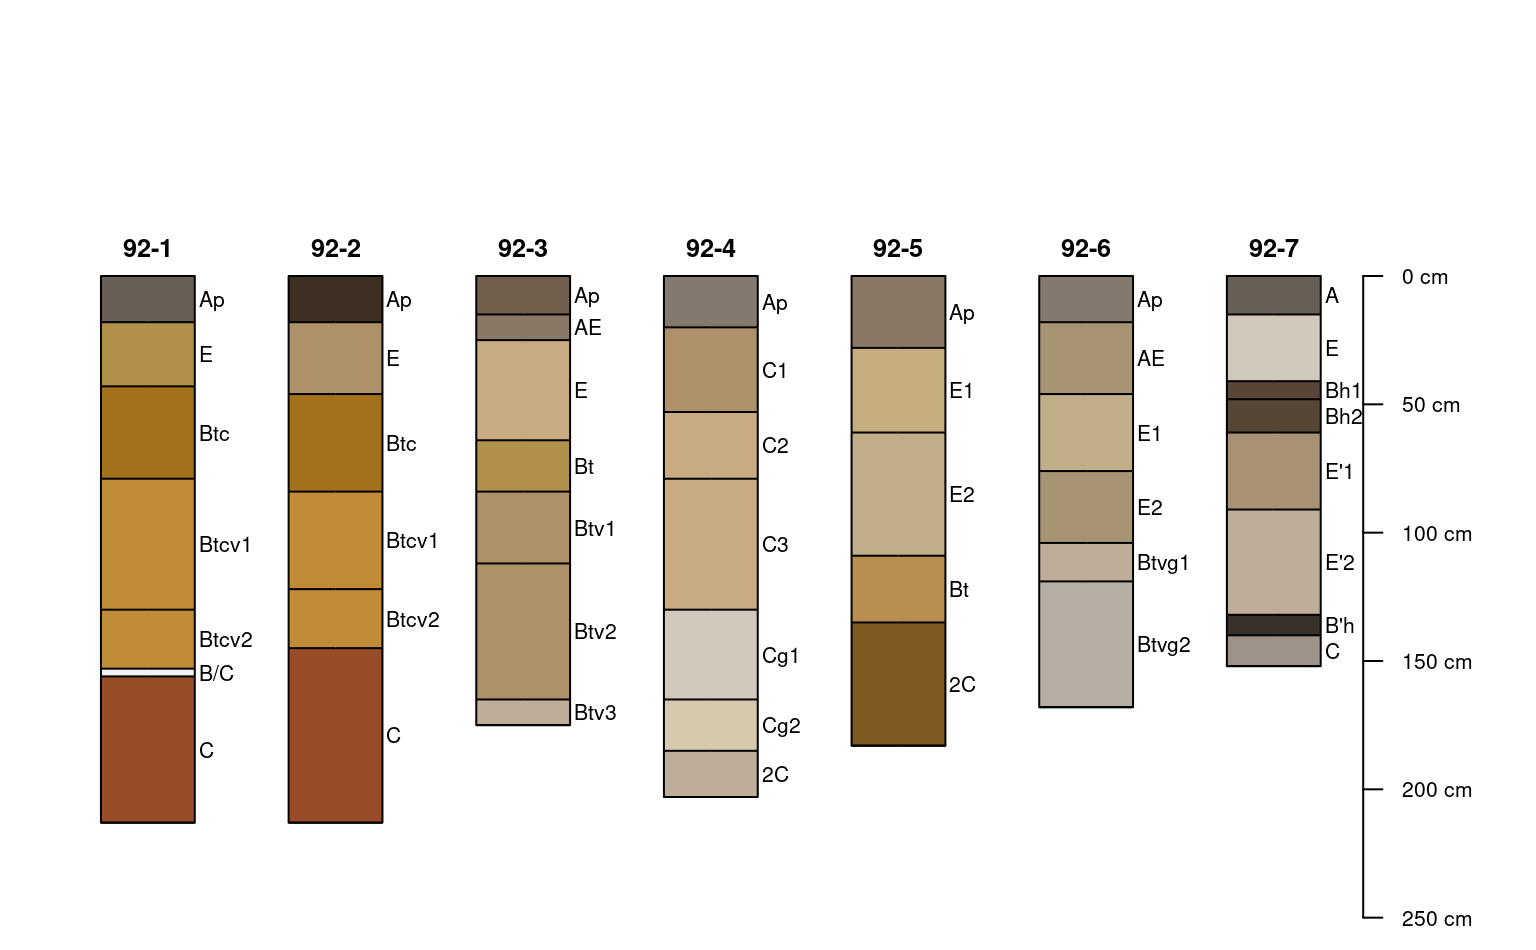 92-1 92-2 92-3 92-4 92-5 92-6 92-7
Ap
E
Btc
Btcv1
Btcv2
B/C
C
Ap
E
Btc
Btcv1
Btcv2
C
Ap
AE
E
Bt
Btv1
Btv2
Btv3
Ap
C1
C2
C3
Cg1
Cg2
2C
Ap
E1
E2
Bt
2C
Ap
AE
E1
E2
Btvg1
Btvg2
A
E
Bh1
Bh2
E'1
E'2
B'h
C
0 cm
50 cm
100 cm
150 cm
200 cm
250 cm